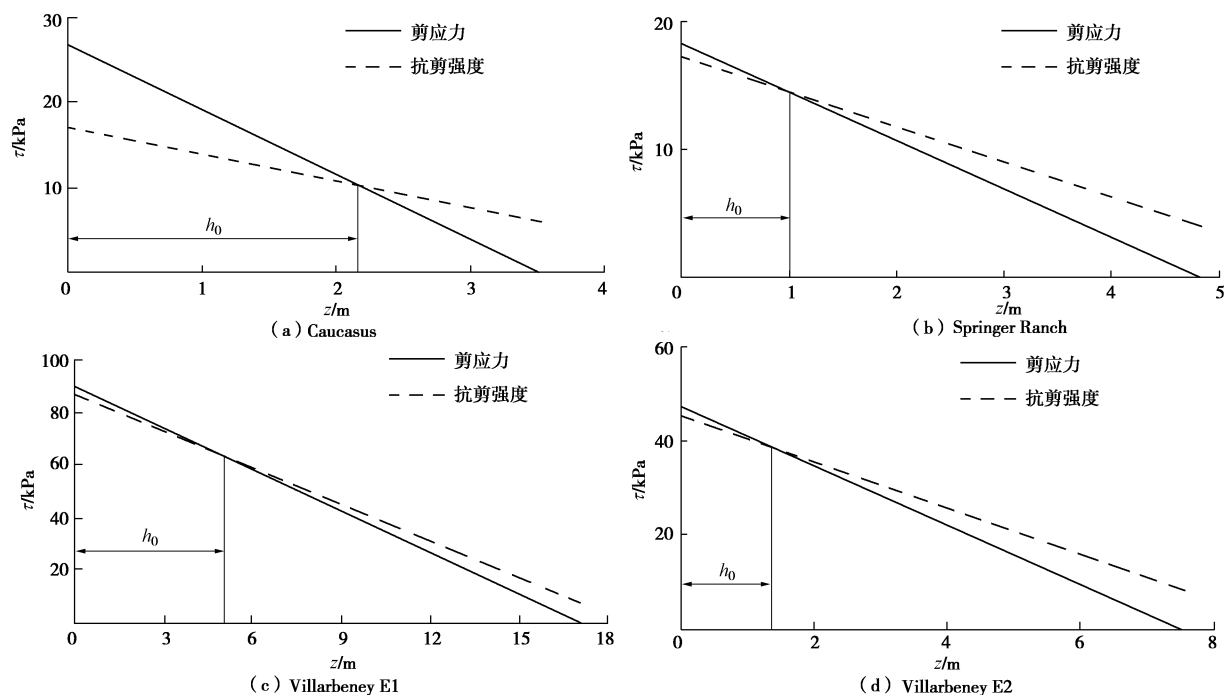 30
20
10
0
τ/kPa
剪应力
抗剪强度
h₀
0 1 2 3 4
z/m
(a) Caucasus
20
10
τ/kPa
剪应力
抗剪强度
h₀
0 1 2 3 4 5
z/m
(b) Springer Ranch
100
80
60
40
20
τ/kPa
剪应力
抗剪强度
h₀
0 3 6 9 12 15 18
z/m
(c) Villarbeney E1
60
40
20
τ/kPa
剪应力
抗剪强度
h₀
0 2 4 6 8
z/m
(d) Villarbeney E2